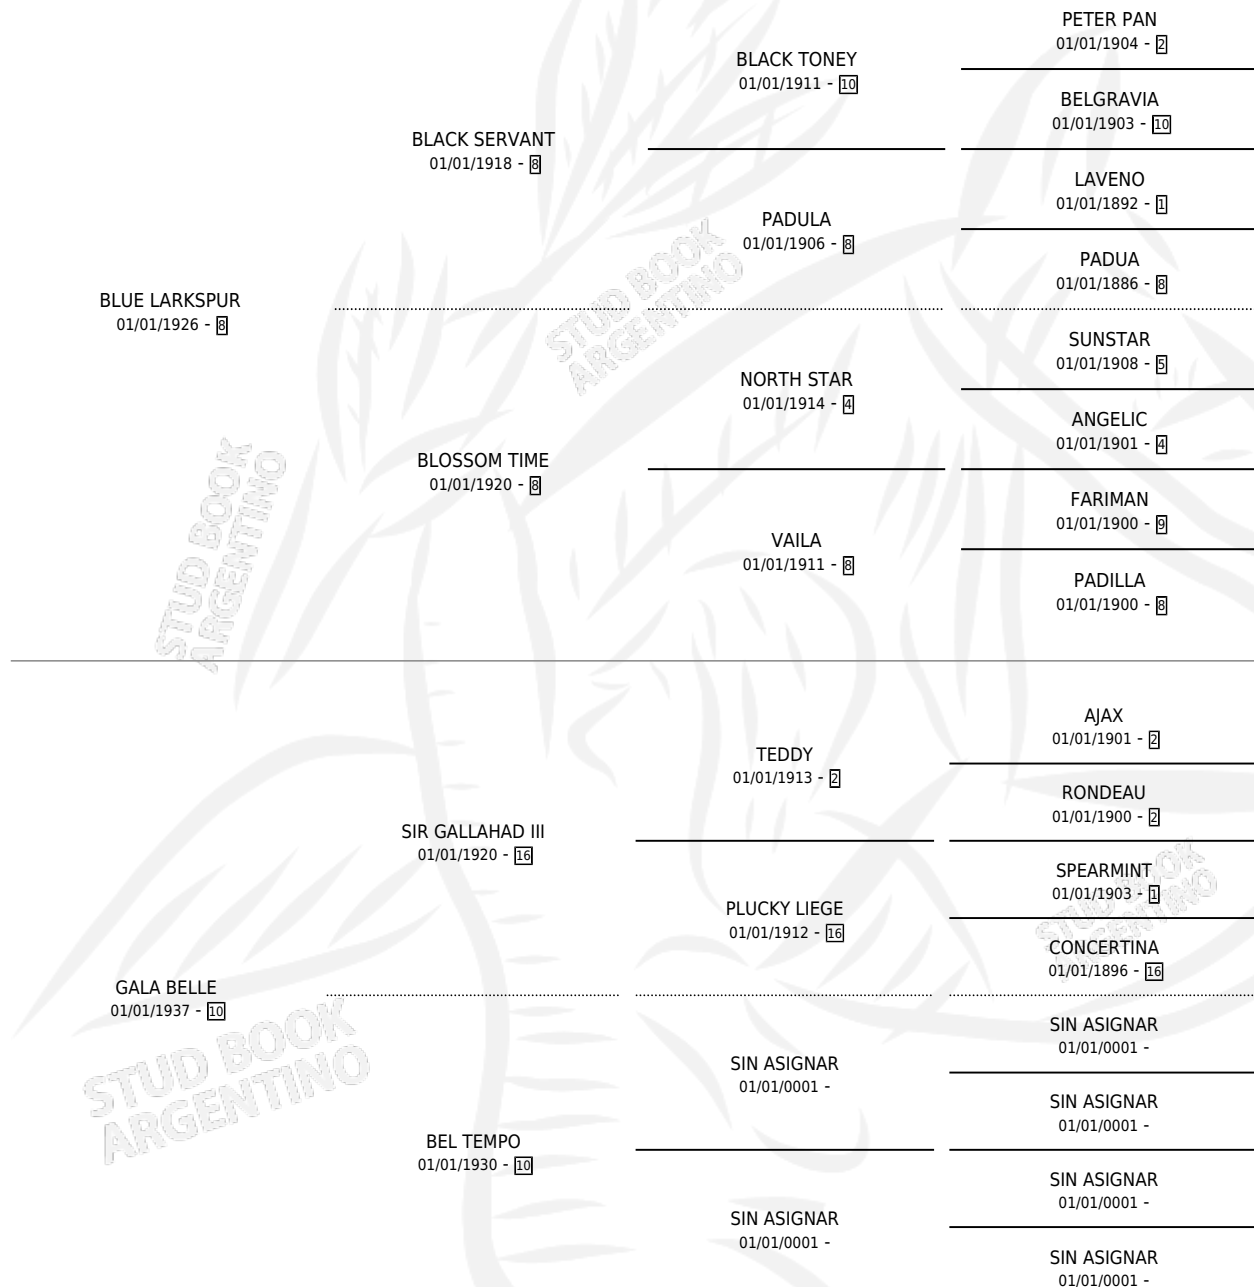 PETER PAN
01/01/1904 - 2
BLACK TONEY
01/01/1911 - 10
BELGRAVIA
01/01/1903 - 10
BLACK SERVANT
01/01/1918 - 8
LAVENO
01/01/1892 - 1
PADULA
01/01/1906 - 8
PADUA
01/01/1886 - 8
BLUE LARKSPUR
01/01/1926 - 8
STUD BOOK
ARGENTINO
SUNSTAR
01/01/1908 - 5
NORTH STAR
01/01/1914 - 4
ANGELIC
01/01/1901 - 4
BLOSSOM TIME
01/01/1920 - 8
FARIMAN
01/01/1900 - 9
VAILA
01/01/1911 - 8
PADILLA
01/01/1900 - 8
STUD BOOK
ARGENTINO
AJAX
01/01/1901 - 2
TEDDY
01/01/1913 - 2
RONDEAU
01/01/1900 - 2
SIR GALLAHAD III
01/01/1920 - 16
SPEARMINT
01/01/1903 - 1
PLUCKY LIEGE
01/01/1912 - 16
CONCERTINA
01/01/1896 - 16
STUD BOOK
ARGENTINO
GALA BELLE
01/01/1937 - 10
STUD BOOK
ARGENTINO
SIN ASIGNAR
01/01/0001 -
SIN ASIGNAR
01/01/0001 -
SIN ASIGNAR
01/01/0001 -
BEL TEMPO
01/01/1930 - 10
SIN ASIGNAR
01/01/0001 -
SIN ASIGNAR
01/01/0001 -
SIN ASIGNAR
01/01/0001 -